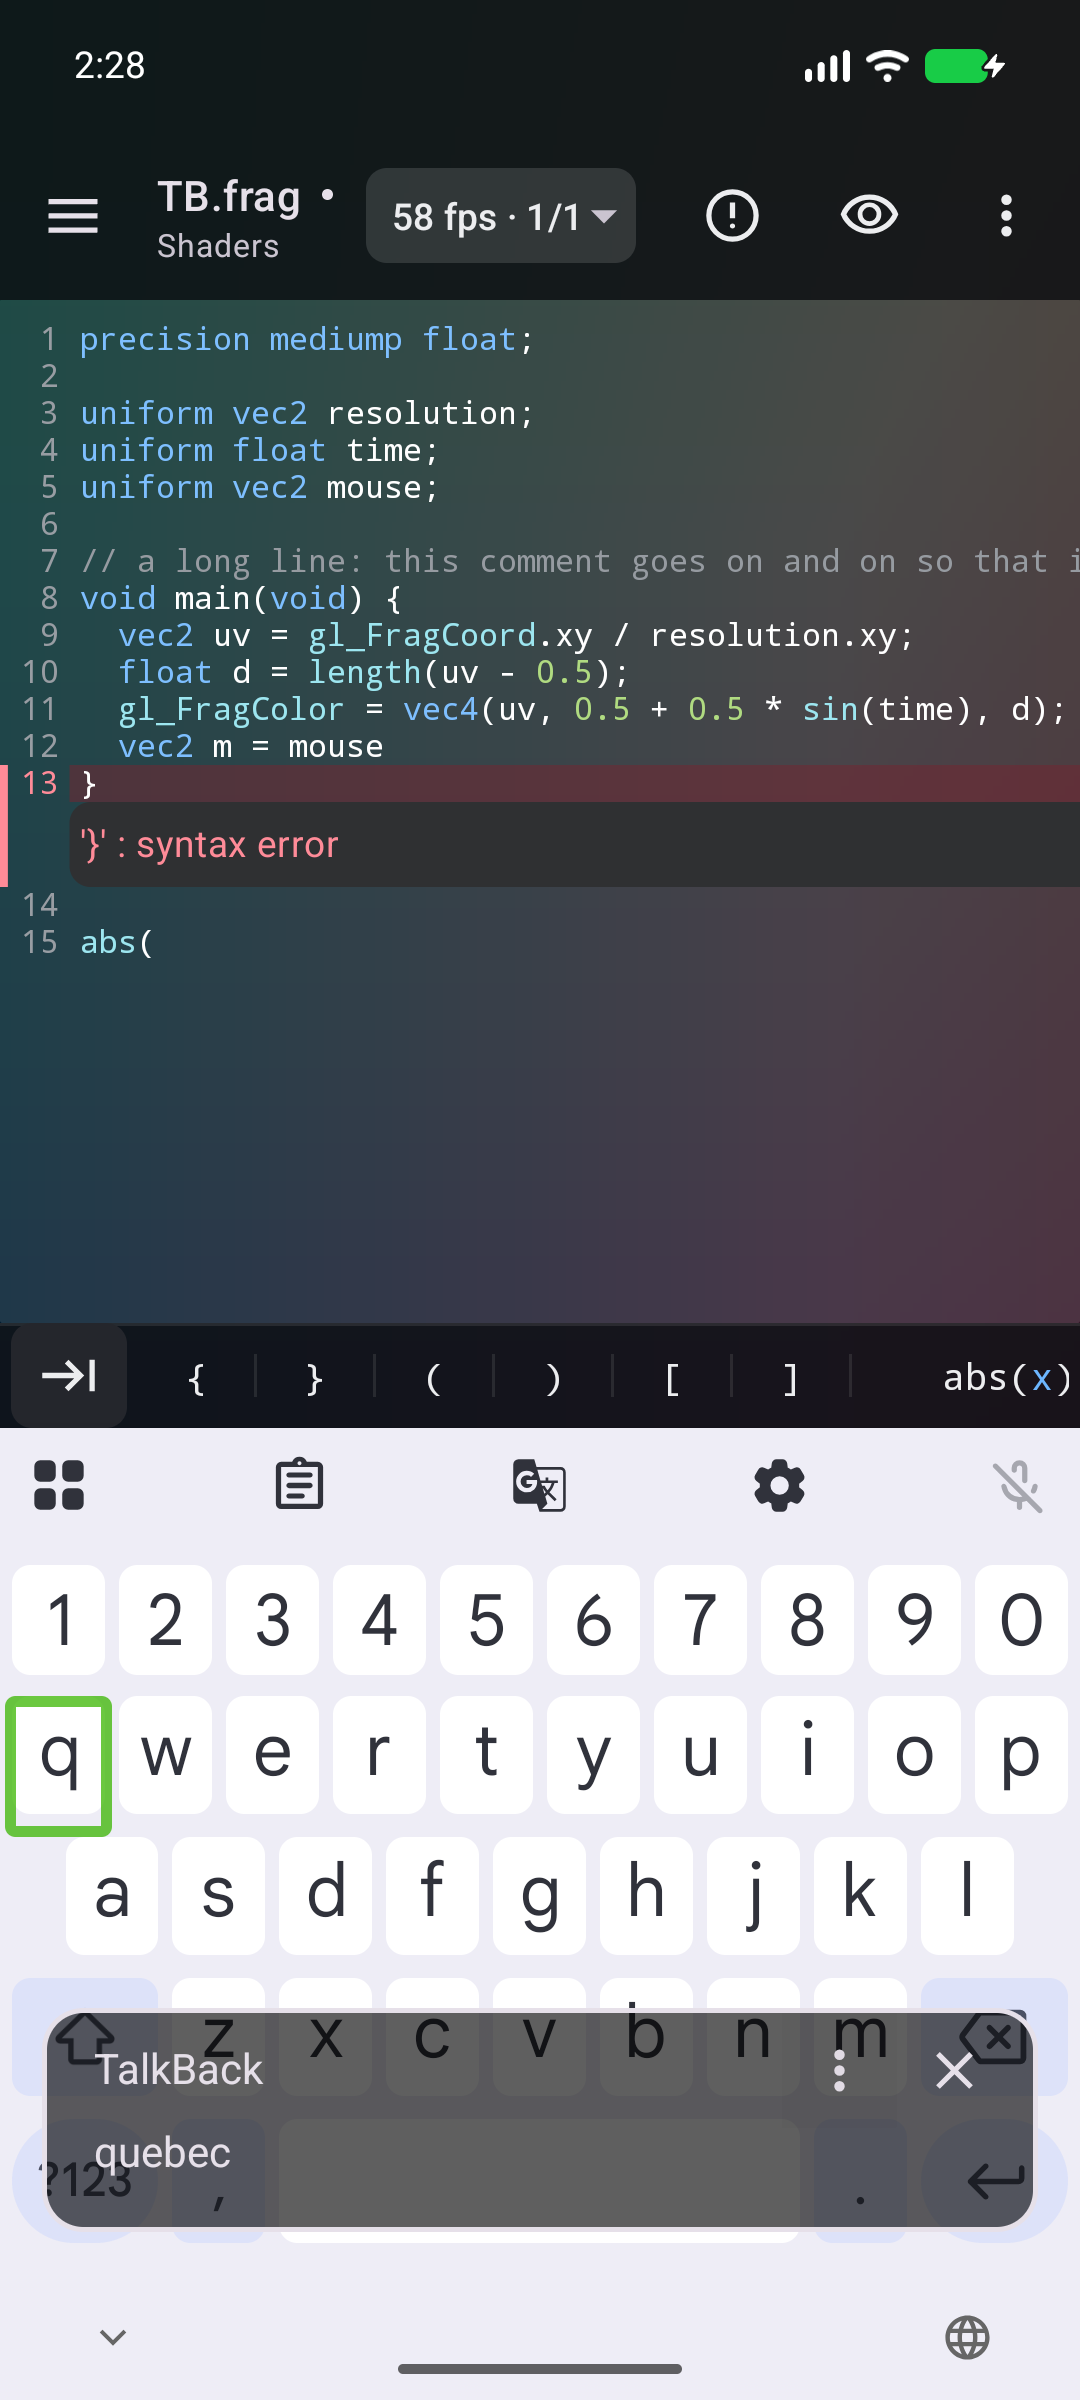 2:28
TB.frag •
Shaders
58 fps · 1/1
1 precision mediump float;
2
3 uniform vec2 resolution;
4 uniform float time;
5 uniform vec2 mouse;
6
7 // a long line: this comment goes on and on so that i
8 void main(void) {
9   vec2 uv = gl_FragCoord.xy / resolution.xy;
10   float d = length(uv - 0.5);
11   gl_FragColor = vec4(uv, 0.5 + 0.5 * sin(time), d);
12   vec2 m = mouse
13 }
'}' : syntax error
14
15 abs(
{ } ( ) [ ] abs(x)
1 2 3 4 5 6 7 8 9 0
q w e r t y u i o p
a s d f g h j k l
z x c v b n m
TalkBack
quebec
?123 , .